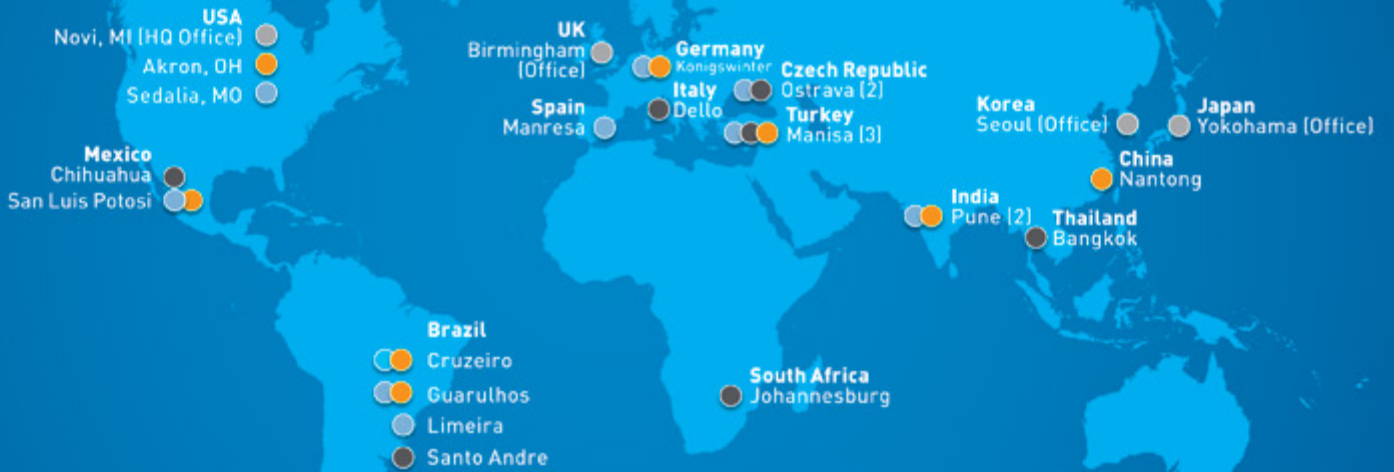 USA
Novi, MI (HQ Office)
Akron, OH
Sedalia, MO
Mexico
Chihuahua
San Luis Potosi
Brazil
Cruzeiro
Guarulhos
Limeira
Santo Andre
UK
Birmingham
(Office)
Spain
Manresa
Germany
Konigswinter
Italy
Dello
Czech Republic
Ostrava (2)
Turkey
Manisa (3)
South Africa
Johannesburg
India
Pune (2)
Korea
Seoul (Office)
Japan
Yokohama (Office)
China
Nantong
Thailand
Bangkok